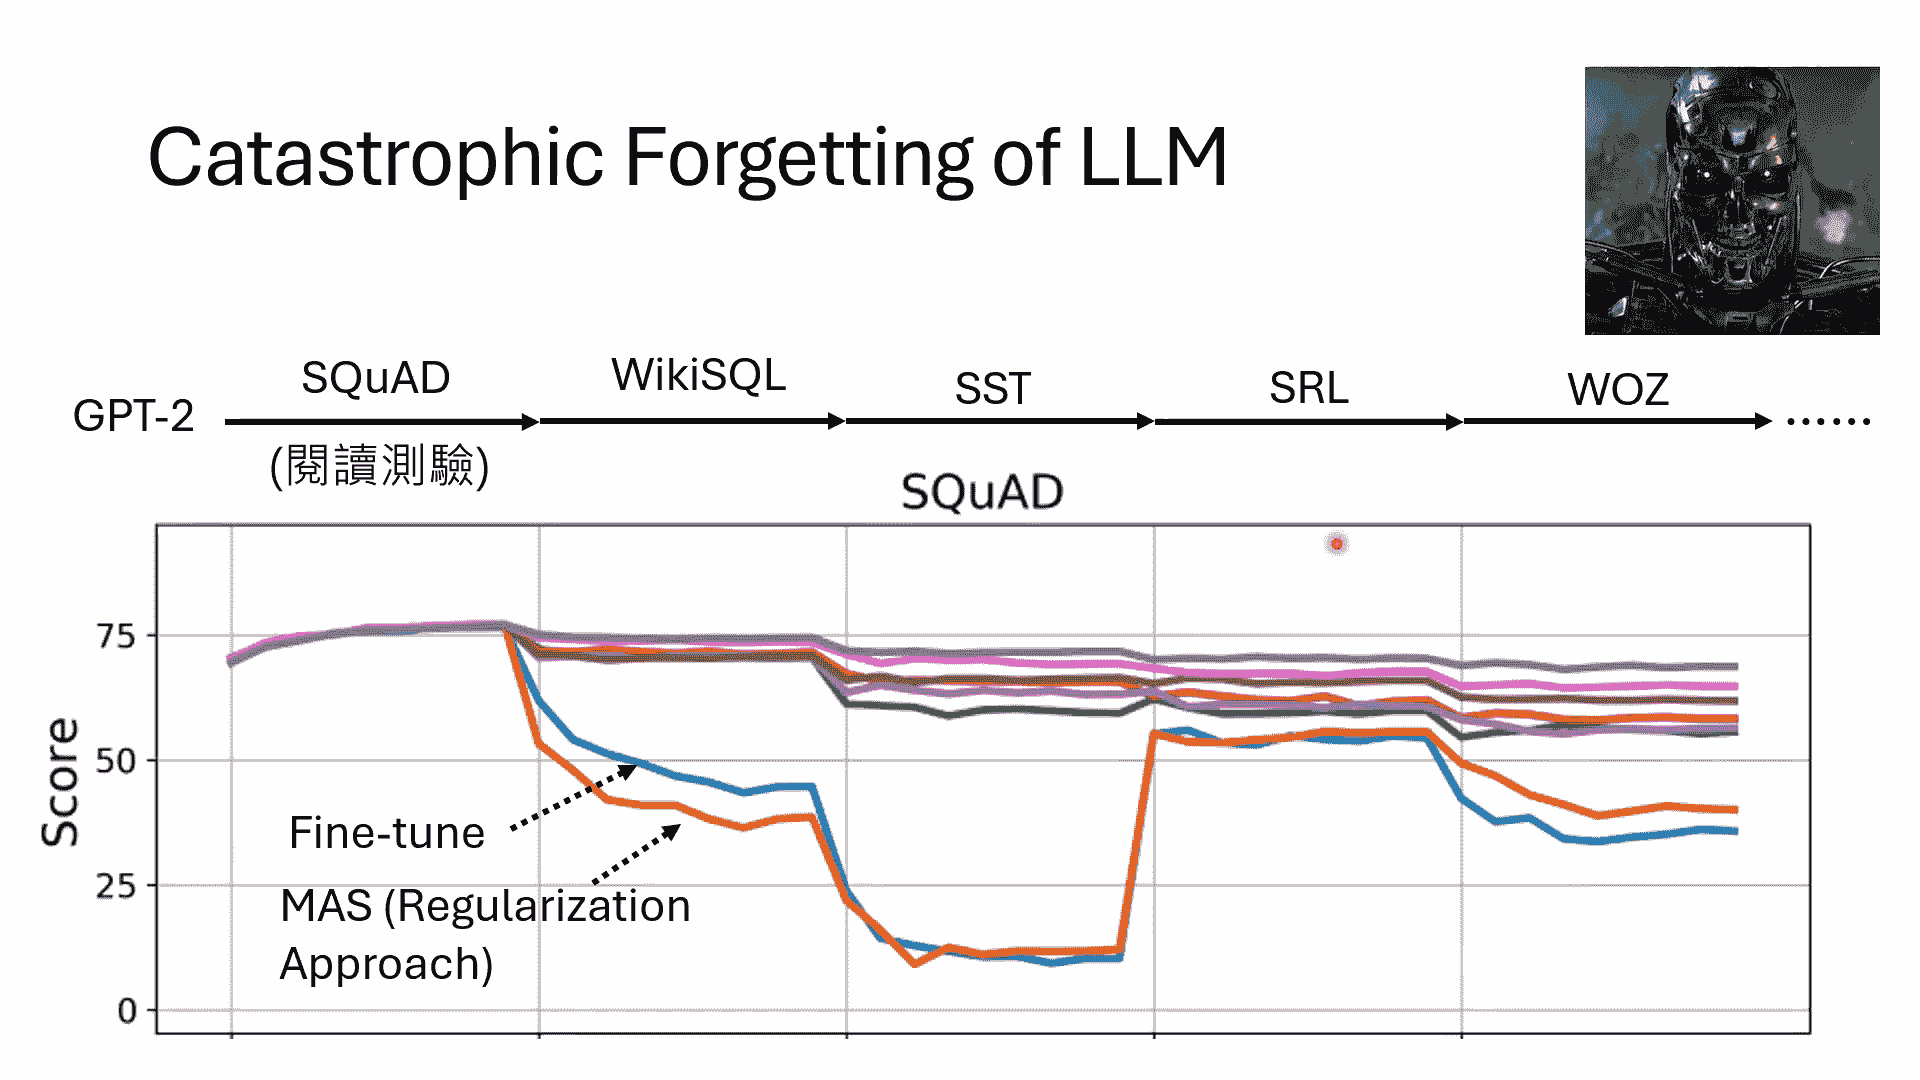 Catastrophic Forgetting of LLM
GPT-2
SQuAD
WikiSQL
SST
SRL
WOZ
......
(閱讀測驗)
SQuAD
Score
75
50
25
0
Fine-tune
MAS (Regularization
Approach)